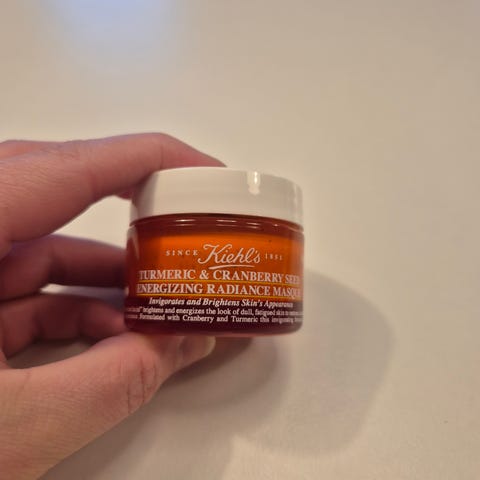 SINCE Kiehl's 1851
TURMERIC & CRANBERRY SEED
ENERGIZING RADIANCE MASQUE
Invigorates and Brightens Skin's Appearance
brightens and energizes the look of dull, fatigued skin to
Formulated with Cranberry and Turmeric this invigorating